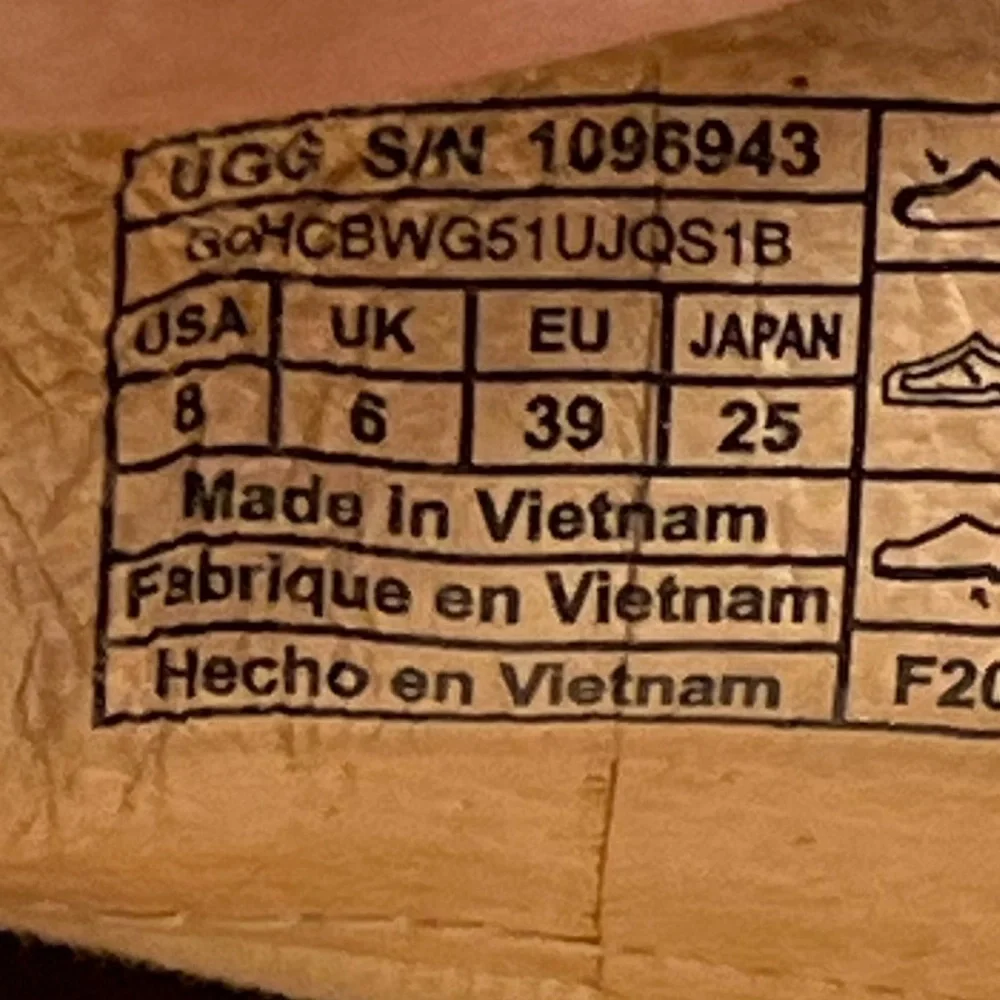 UGG S/N 1096943
USA UK EU JAPAN
8 6 39 25
Made in Vietnam
Fabrique en Vietnam
Hecho en Vietnam